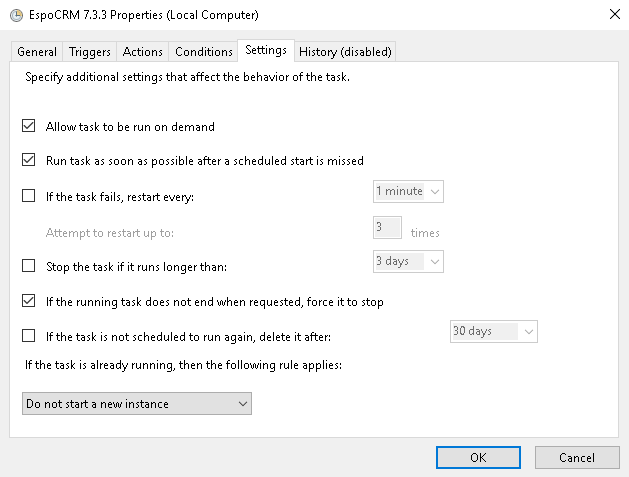 EspoCRM 7.3.3 Properties (Local Computer)
General Triggers Actions Conditions Settings History (disabled)
Specify additional settings that affect the behavior of the task.
Allow task to be run on demand
Run task as soon as possible after a scheduled start is missed
If the task fails, restart every: 1 minute
Attempt to restart up to: 3 times
Stop the task if it runs longer than: 3 days
If the running task does not end when requested, force it to stop
If the task is not scheduled to run again, delete it after: 30 days
If the task is already running, then the following rule applies:
Do not start a new instance
OK Cancel